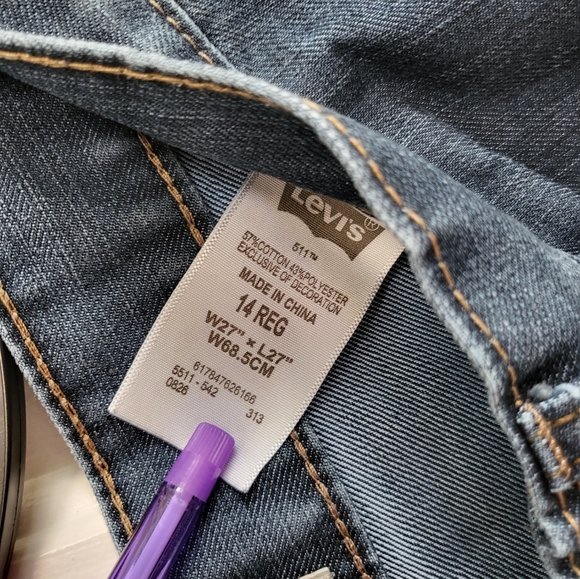 Levi's®
511™
57%COTTON 43%POLYESTER
EXCLUSIVE OF DECORATION
MADE IN CHINA
14 REG
W27" × L27"
W68.5CM
617847626166
5511 - 542 313
0826